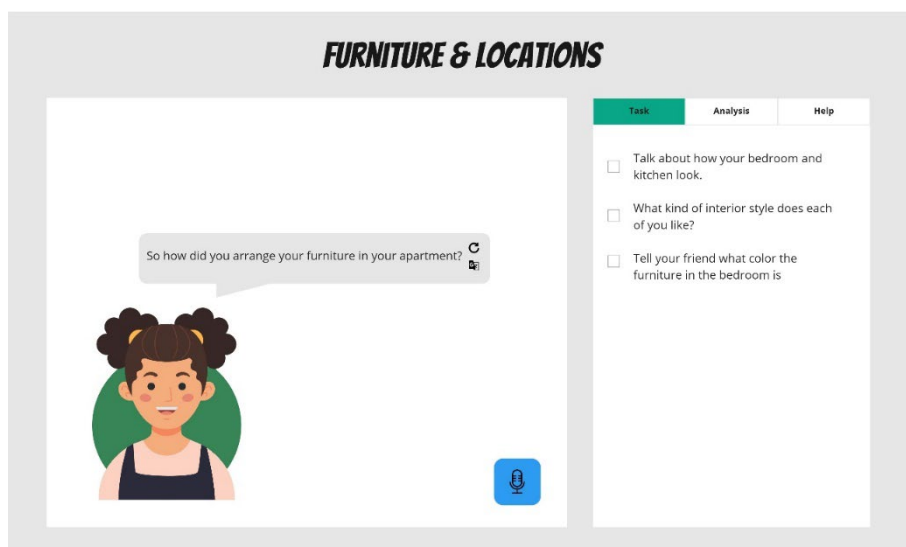 FURNITURE & LOCATIONS
So how did you arrange your furniture in your apartment?
Task
Analysis
Help
Talk about how your bedroom and
kitchen look.
What kind of interior style does each
of you like?
Tell your friend what color the
furniture in the bedroom is